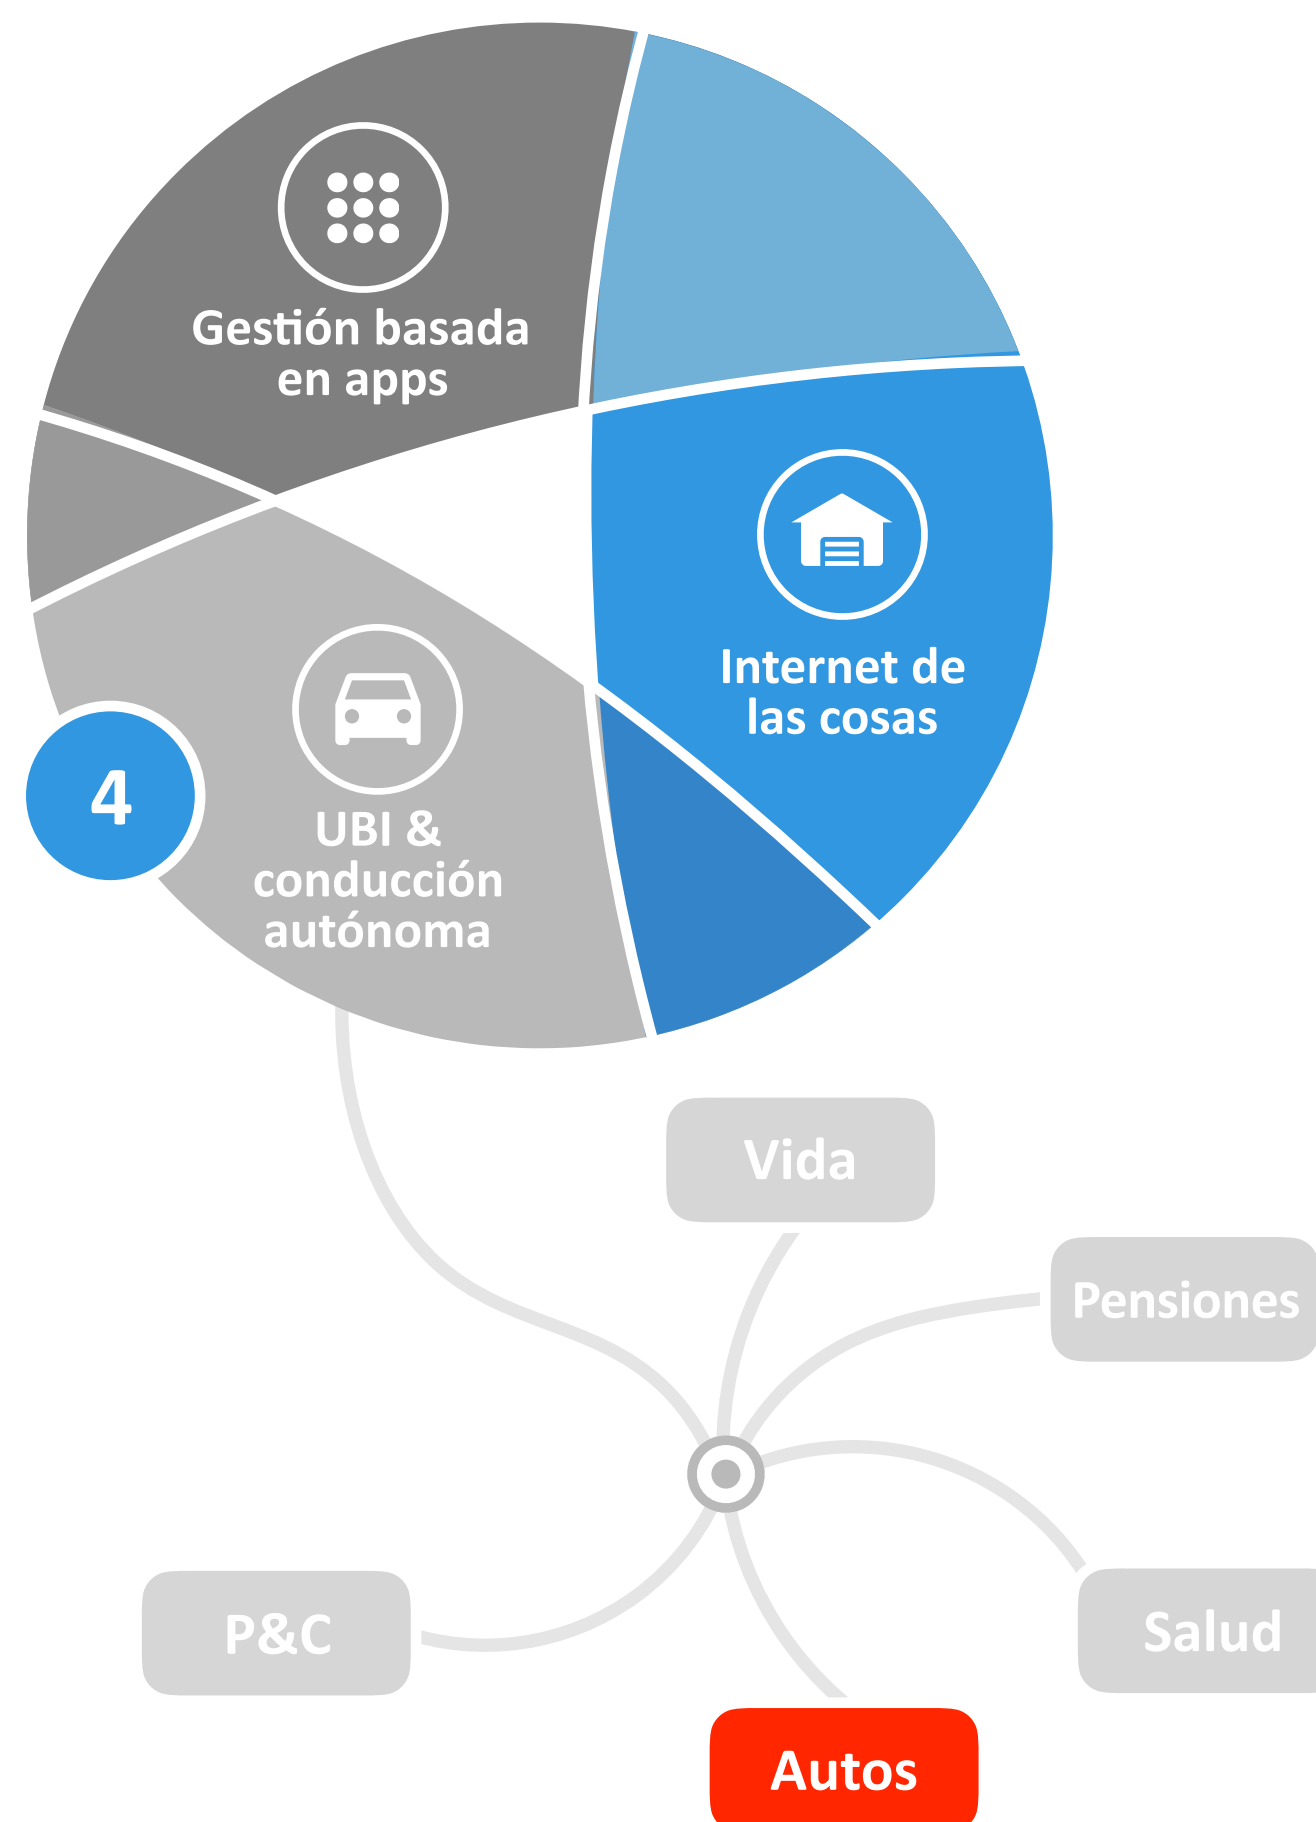 Gestión basada
en apps
Internet de
las cosas
4
UBI &
conducción
autónoma
Vida
Pensiones
P&C
Salud
Autos